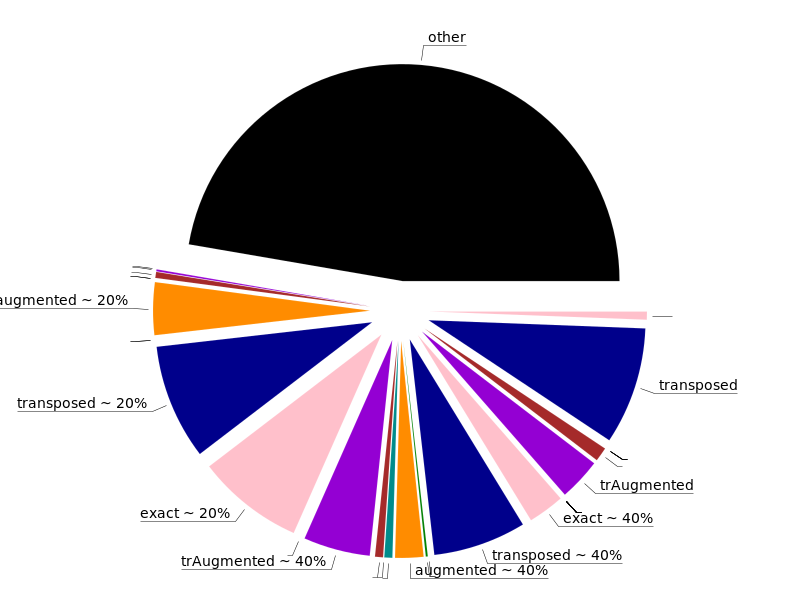 other
augmented ~ 20%
transposed
transposed ~ 20%
trAugmented
exact ~ 20%
exact ~ 40%
transposed ~ 40%
trAugmented ~ 40%
augmented ~ 40%